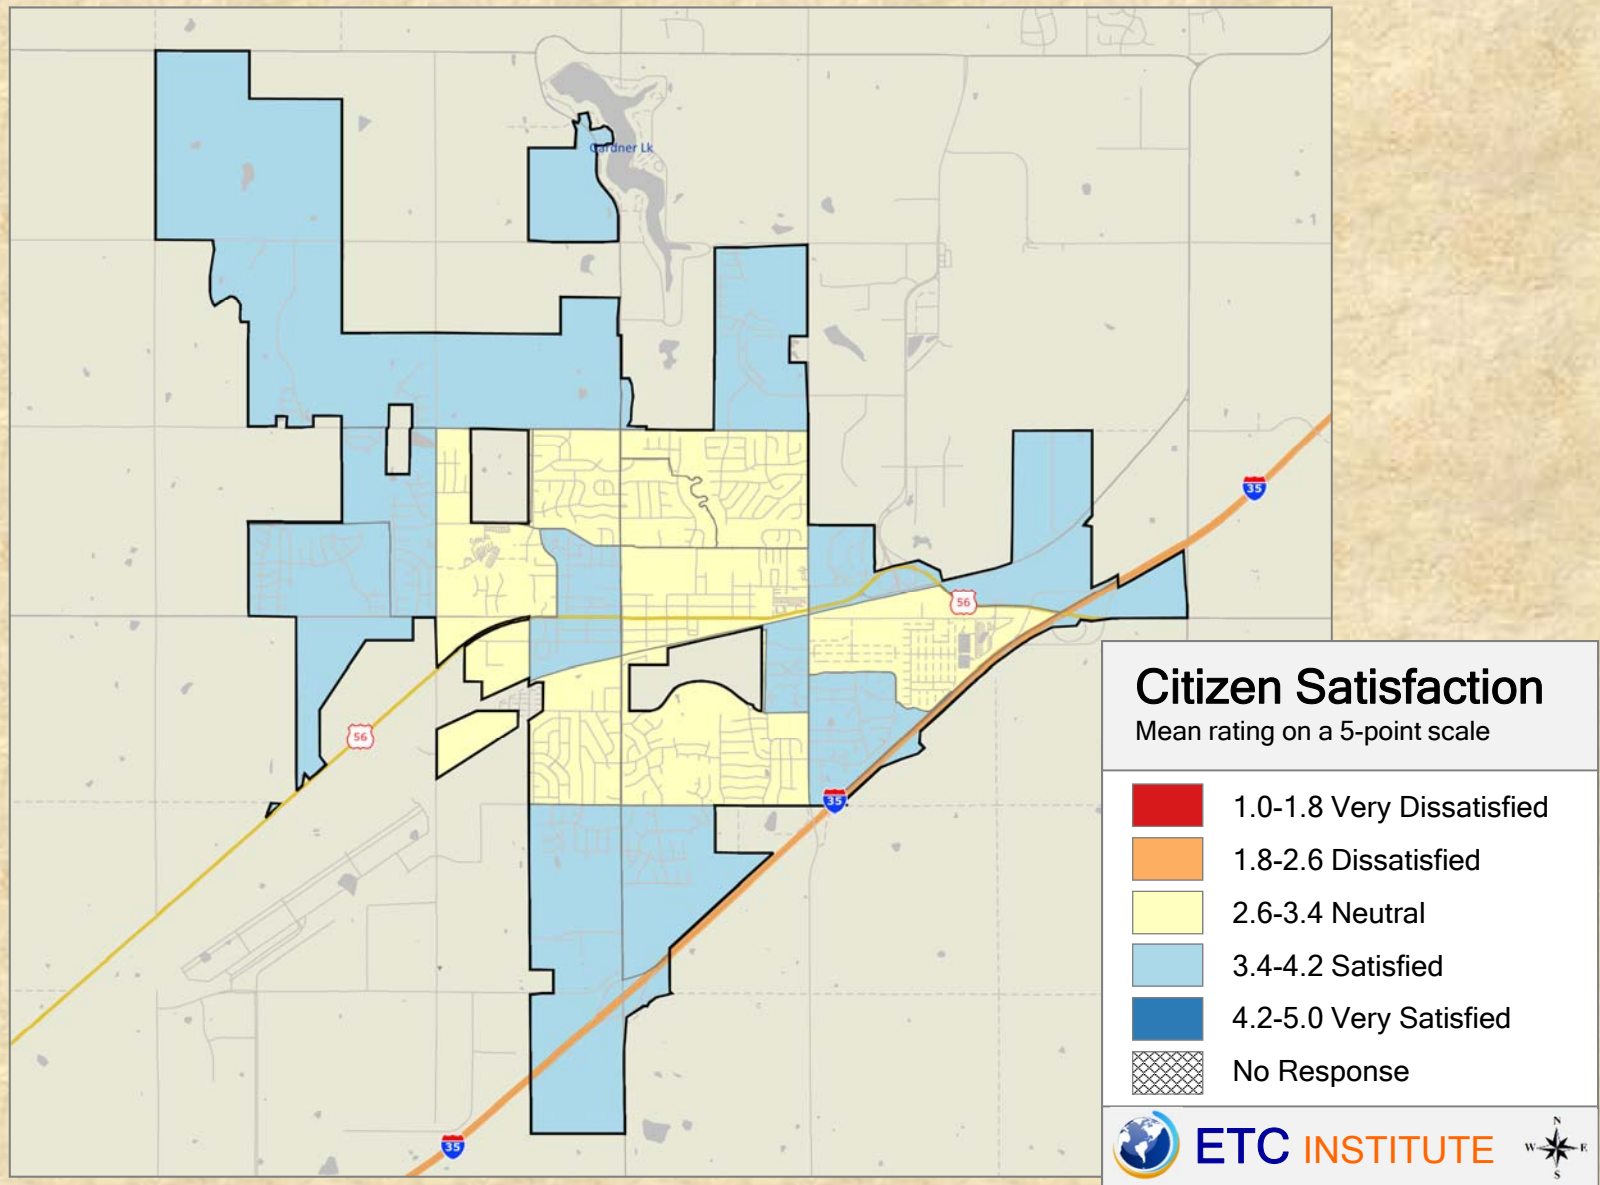 Gardner Lk
1
35
56
56
35
35
Citizen Satisfaction
Mean rating on a 5-point scale
1.0-1.8 Very Dissatisfied
1.8-2.6 Dissatisfied
2.6-3.4 Neutral
3.4-4.2 Satisfied
4.2-5.0 Very Satisfied
No Response
ETC INSTITUTE
N
W E
S